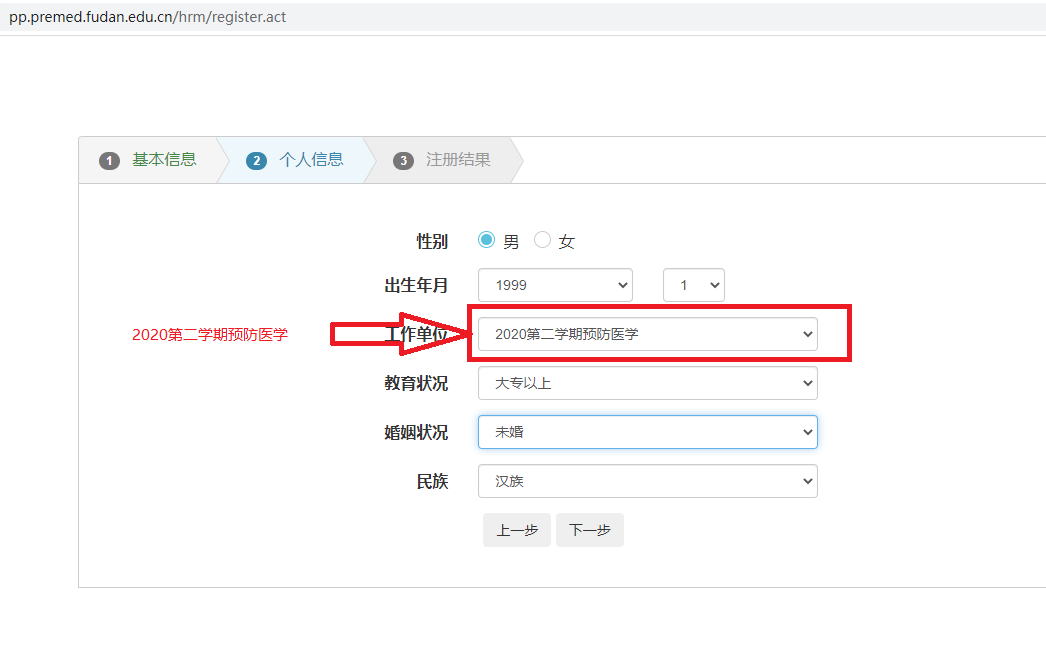 pp.premed.fudan.edu.cn/hrm/register.act
1 基本信息 2 个人信息 3 注册结果
性别 男 女
出生年月 1999 1
2020第二学期预防医学 工作单位 2020第二学期预防医学
教育状况 大专以上
婚姻状况 未婚
民族 汉族
上一步 下一步